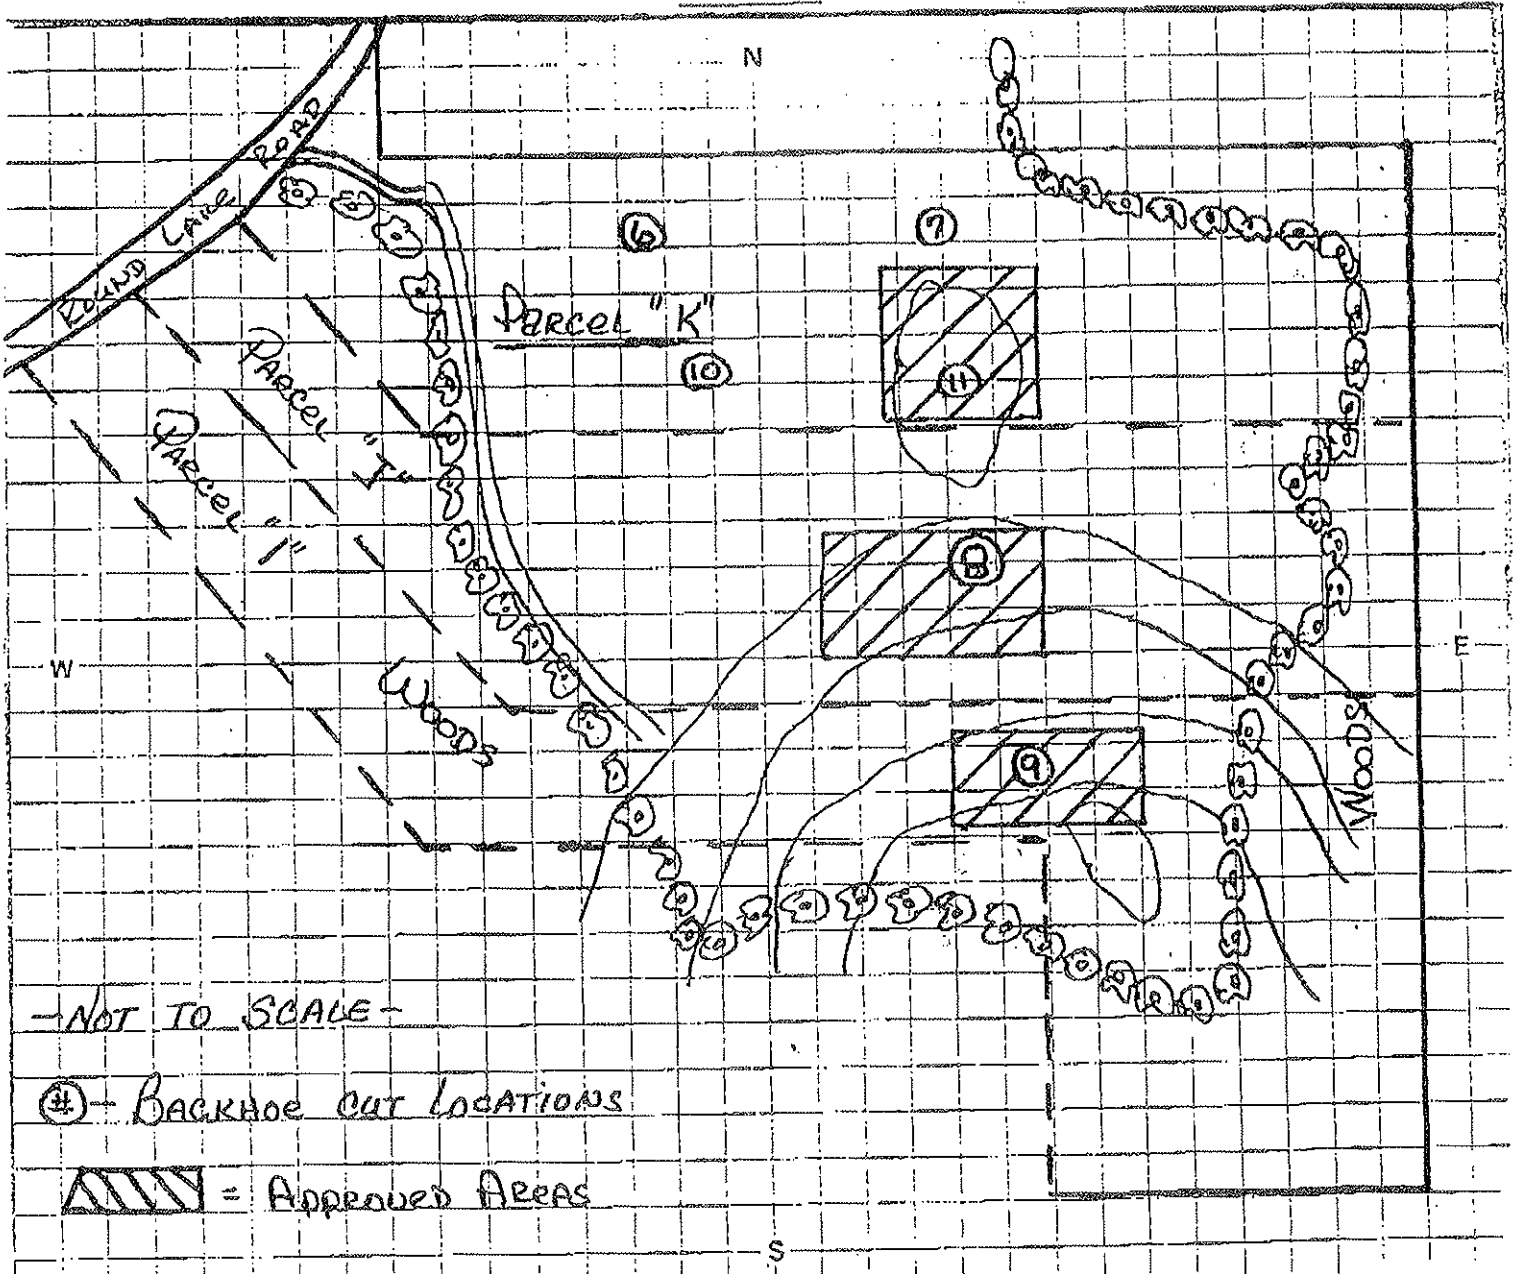 N
ROUND LAKE ROAD
6
7
PARCEL "K"
10
11
PARCEL "J"
PARCEL "I"
8
W
E
WOODS
9
WOODS
-NOT TO SCALE-
# - BACKHOE CUT LOCATIONS
= APPROVED AREAS
S